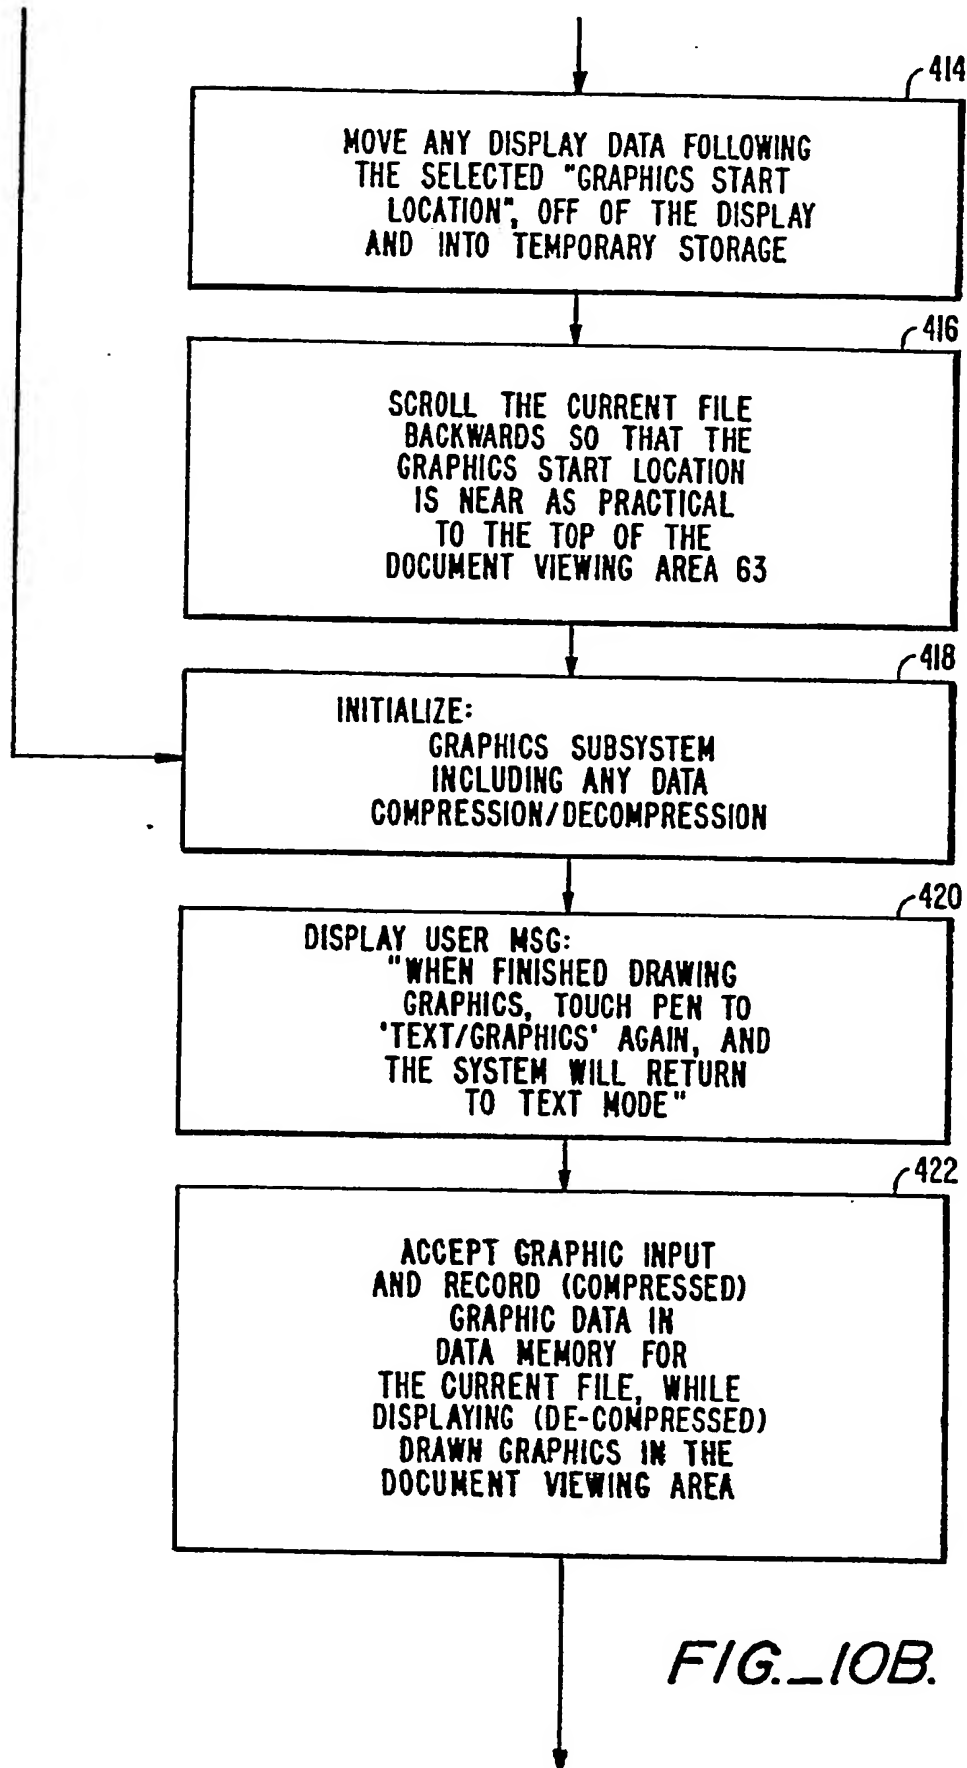 414
MOVE ANY DISPLAY DATA FOLLOWING
THE SELECTED "GRAPHICS START
LOCATION", OFF OF THE DISPLAY
AND INTO TEMPORARY STORAGE
416
SCROLL THE CURRENT FILE
BACKWARDS SO THAT THE
GRAPHICS START LOCATION
IS NEAR AS PRACTICAL
TO THE TOP OF THE
DOCUMENT VIEWING AREA 63
418
INITIALIZE:
GRAPHICS SUBSYSTEM
INCLUDING ANY DATA
COMPRESSION/DECOMPRESSION
420
DISPLAY USER MSG:
"WHEN FINISHED DRAWING
GRAPHICS, TOUCH PEN TO
'TEXT/GRAPHICS' AGAIN, AND
THE SYSTEM WILL RETURN
TO TEXT MODE"
422
ACCEPT GRAPHIC INPUT
AND RECORD (COMPRESSED)
GRAPHIC DATA IN
DATA MEMORY FOR
THE CURRENT FILE, WHILE
DISPLAYING (DE-COMPRESSED)
DRAWN GRAPHICS IN THE
DOCUMENT VIEWING AREA
FIG._10B.